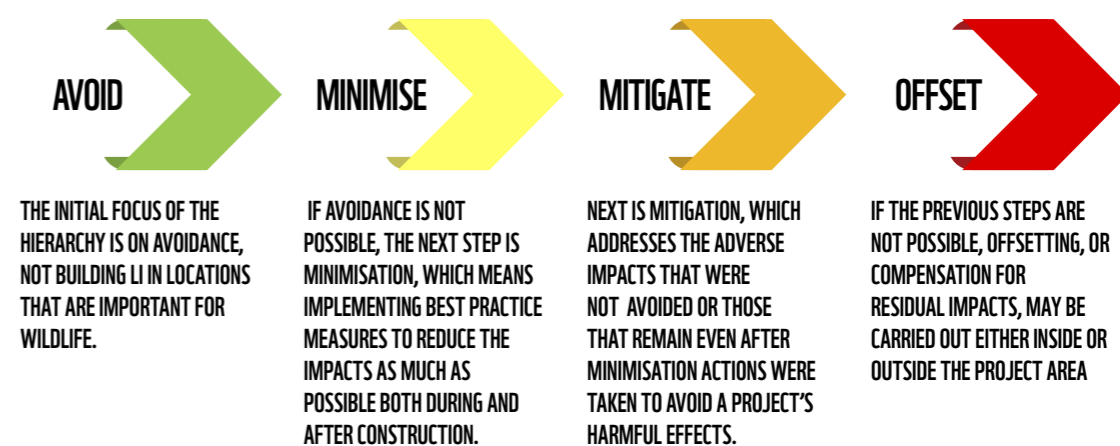 AVOID
THE INITIAL FOCUS OF THE
HIERARCHY IS ON AVOIDANCE,
NOT BUILDING LI IN LOCATIONS
THAT ARE IMPORTANT FOR
WILDLIFE.
MINIMISE
IF AVOIDANCE IS NOT
POSSIBLE, THE NEXT STEP IS
MINIMISATION, WHICH MEANS
IMPLEMENTING BEST PRACTICE
MEASURES TO REDUCE THE
IMPACTS AS MUCH AS
POSSIBLE BOTH DURING AND
AFTER CONSTRUCTION.
MITIGATE
NEXT IS MITIGATION, WHICH
ADDRESSES THE ADVERSE
IMPACTS THAT WERE
NOT AVOIDED OR THOSE
THAT REMAIN EVEN AFTER
MINIMISATION ACTIONS WERE
TAKEN TO AVOID A PROJECT'S
HARMFUL EFFECTS.
OFFSET
IF THE PREVIOUS STEPS ARE
NOT POSSIBLE, OFFSETTING, OR
COMPENSATION FOR
RESIDUAL IMPACTS, MAY BE
CARRIED OUT EITHER INSIDE OR
OUTSIDE THE PROJECT AREA